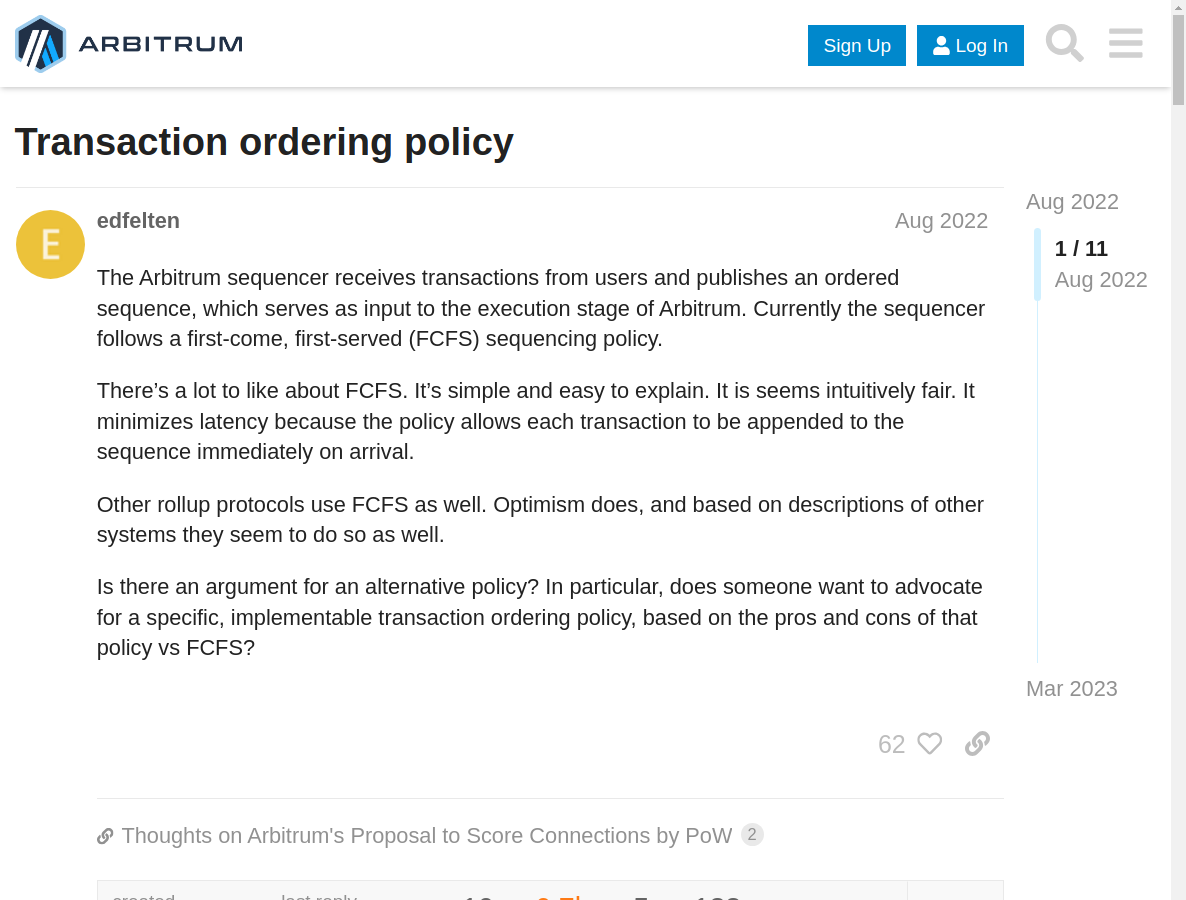 ARBITRUM
Sign Up
Log In
Transaction ordering policy
Aug 2022
E
edfelten
Aug 2022
1 / 11
Aug 2022
The Arbitrum sequencer receives transactions from users and publishes an ordered
sequence, which serves as input to the execution stage of Arbitrum. Currently the sequencer
follows a first-come, first-served (FCFS) sequencing policy.
There’s a lot to like about FCFS. It’s simple and easy to explain. It is seems intuitively fair. It
minimizes latency because the policy allows each transaction to be appended to the
sequence immediately on arrival.
Other rollup protocols use FCFS as well. Optimism does, and based on descriptions of other
systems they seem to do so as well.
Is there an argument for an alternative policy? In particular, does someone want to advocate
for a specific, implementable transaction ordering policy, based on the pros and cons of that
policy vs FCFS?
Mar 2023
62
Thoughts on Arbitrum's Proposal to Score Connections by PoW 2
created last reply